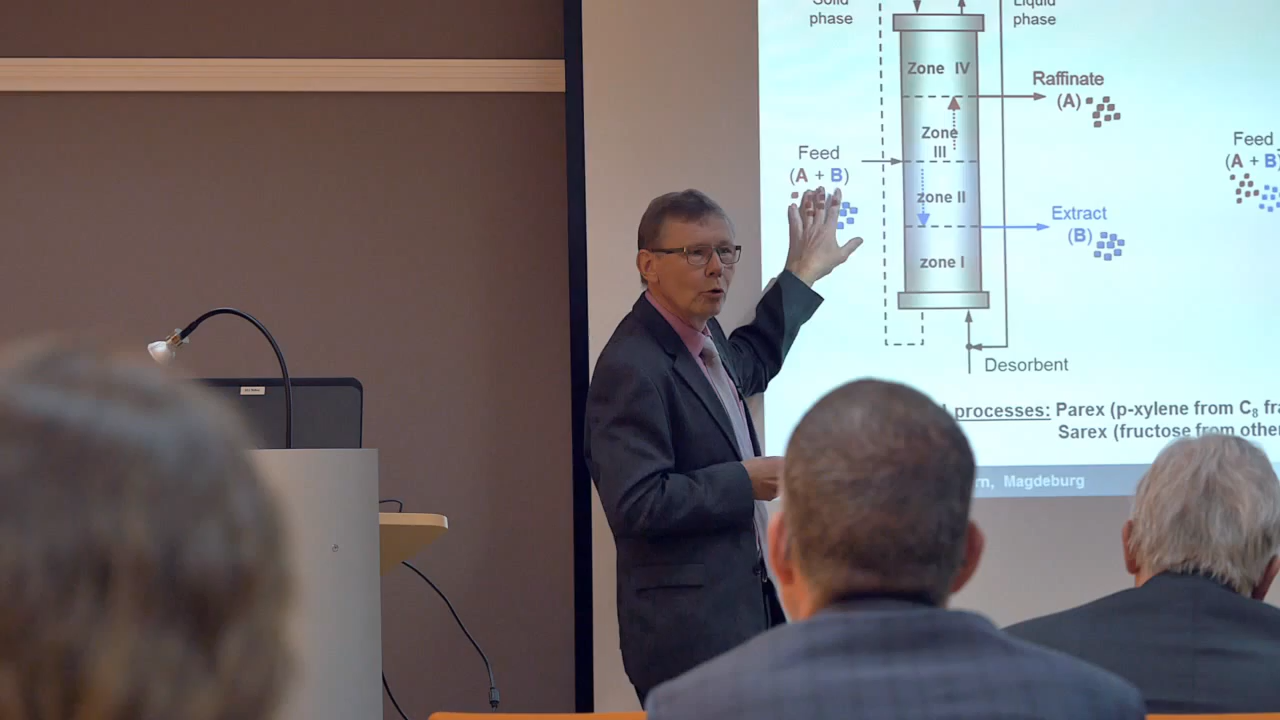 Solid
phase
Liquid
phase
Zone IV
Raffinate
(A)
Zone
III
Feed
(A + B)
zone II
Extract
(B)
zone I
Desorbent
Feed
(A + B)
processes: Parex (p-xylene from C₈
Sarex (fructose from other
Magdeburg